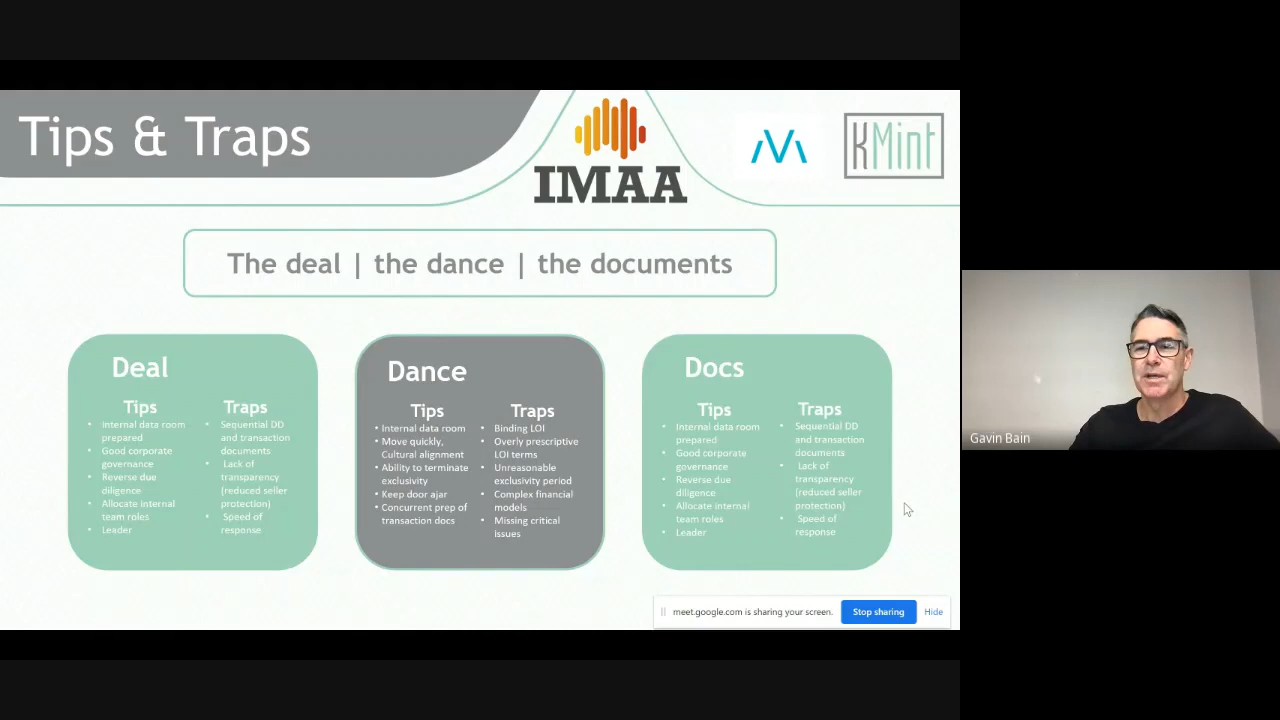 Tips & Traps
IMAA
KMint
The deal | the dance | the documents
Deal
Tips
• Internal data room
prepared
• Good corporate
governance
• Reverse due
diligence
• Allocate internal
team roles
• Leader
Traps
• Sequential DD
and transaction
documents
• Lack of
transparency
(reduced seller
protection)
• Speed of
response
Dance
Tips
• Internal data room
• Move quickly,
Cultural alignment
• Ability to terminate
exclusivity
• Keep door ajar
• Concurrent prep of
transaction docs
Traps
• Binding LOI
• Overly prescriptive
LOI terms
• Unreasonable
exclusivity period
• Complex financial
models
• Missing critical
issues
Docs
Tips
• Internal data room
prepared
• Good corporate
governance
• Reverse due
diligence
• Allocate internal
team roles
• Leader
Traps
• Sequential DD
and transaction
documents
• Lack of
transparency
(reduced seller
protection)
• Speed of
response
meet.google.com is sharing your screen.
Stop sharing
Hide
Gavin Bain